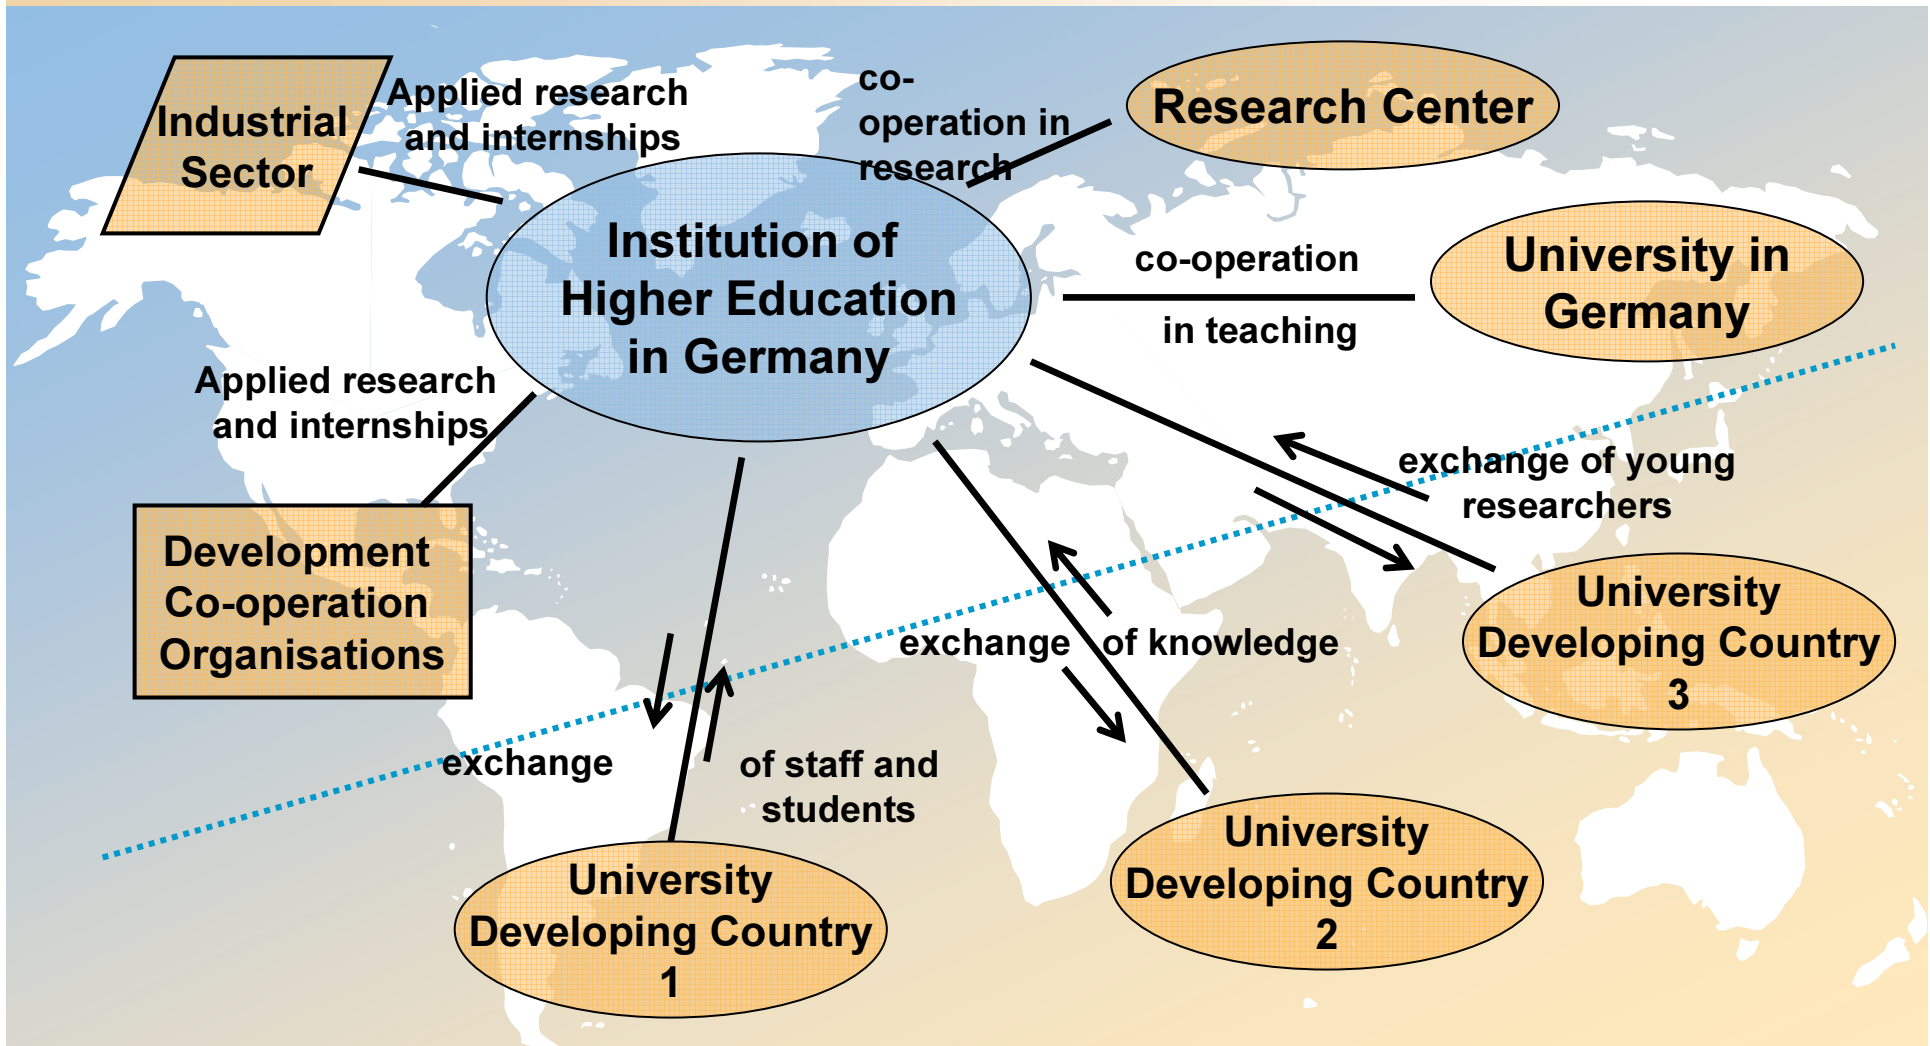 Industrial
Sector
Applied research
and internships
co-
operation in
research
Research Center
Institution of
Higher Education
in Germany
co-operation
in teaching
University in
Germany
Applied research
and internships
Development
Co-operation
Organisations
exchange of young
researchers
University
Developing Country
3
exchange of knowledge
exchange of staff and
students
University
Developing Country
2
University
Developing Country
1